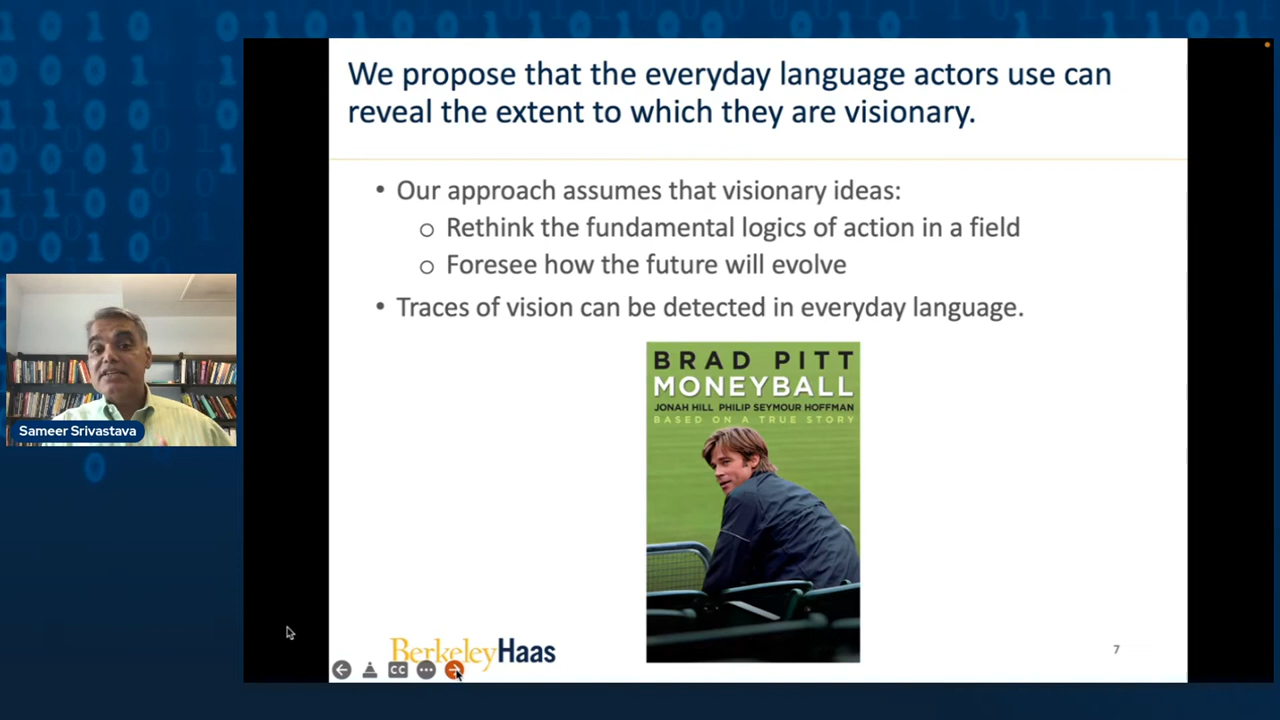 We propose that the everyday language actors use can
reveal the extent to which they are visionary.
• Our approach assumes that visionary ideas:
o Rethink the fundamental logics of action in a field
o Foresee how the future will evolve
• Traces of vision can be detected in everyday language.
BRAD PITT
MONEYBALL
JONAH HILL PHILIP SEYMOUR HOFFMAN
BASED ON A TRUE STORY
Sameer Srivastava
BerkeleyHaas
7
CC